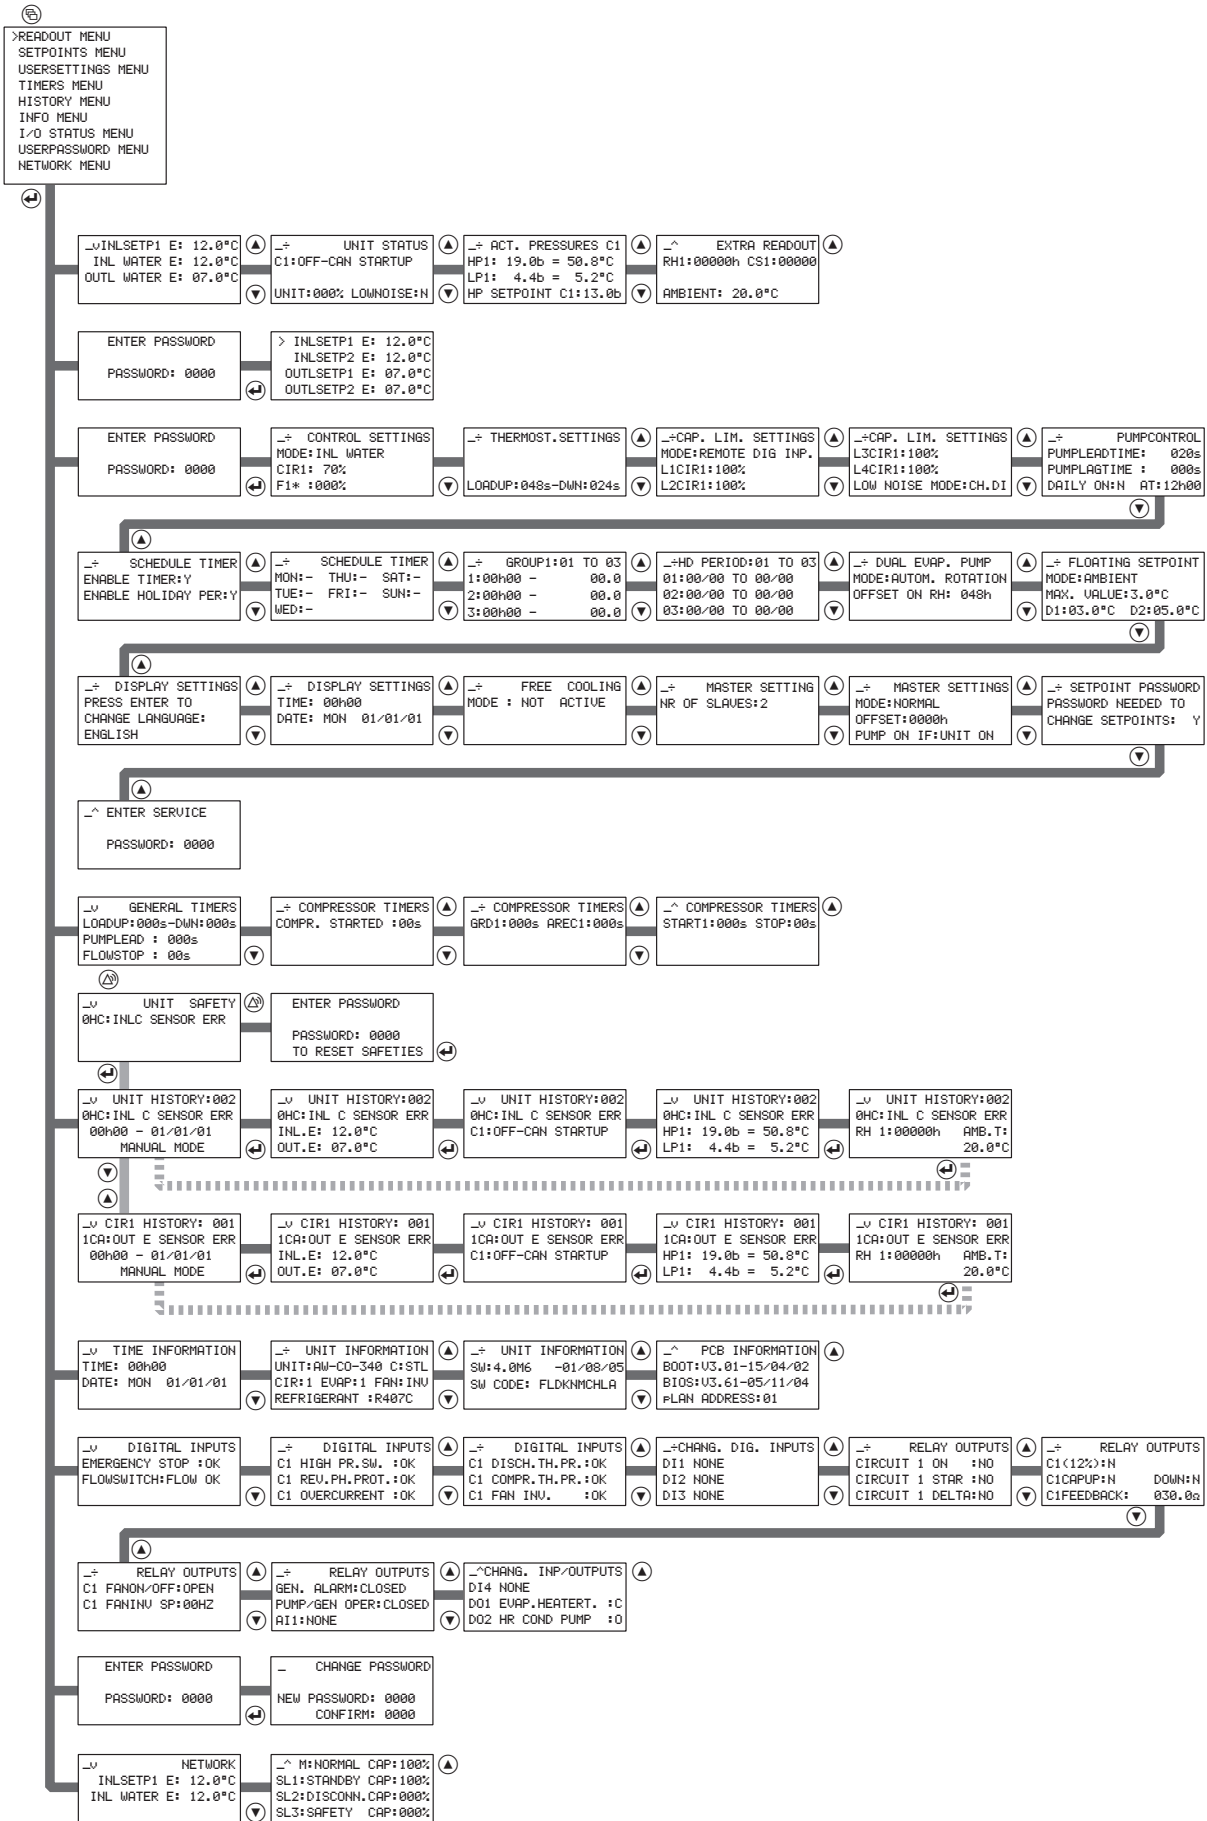 >READOUT MENU
SETPOINTS MENU
USERSETTINGS MENU
TIMERS MENU
HISTORY MENU
INFO MENU
I/O STATUS MENU
USERPASSWORD MENU
NETWORK MENU
_vINLSETP1 E: 12.0°C
INL WATER E: 12.0°C
OUTL WATER E: 07.0°C
_÷ UNIT STATUS
C1:OFF-CAN STARTUP
UNIT:000% LOWNOISE:N
_÷ ACT. PRESSURES C1
HP1: 19.0b = 50.8°C
LP1: 4.4b = 5.2°C
HP SETPOINT C1:13.0b
_^ EXTRA READOUT
RH1:00000h CS1:00000
AMBIENT: 20.0°C
ENTER PASSWORD
PASSWORD: 0000
> INLSETP1 E: 12.0°C
INLSETP2 E: 12.0°C
OUTLSETP1 E: 07.0°C
OUTLSETP2 E: 07.0°C
ENTER PASSWORD
PASSWORD: 0000
_÷ CONTROL SETTINGS
MODE:INL WATER
CIR1: 70%
F1* :000%
_÷ THERMOST.SETTINGS
LOADUP:048s-DWN:024s
_÷CAP. LIM. SETTINGS
MODE:REMOTE DIG INP.
L1CIR1:100%
L2CIR1:100%
_÷CAP. LIM. SETTINGS
L3CIR1:100%
L4CIR1:100%
LOW NOISE MODE:CH.DI
_÷ PUMPCONTROL
PUMPLEADTIME: 020s
PUMPLAGTIME : 000s
DAILY ON:N AT:12h00
_÷ SCHEDULE TIMER
ENABLE TIMER:Y
ENABLE HOLIDAY PER:Y
_÷ SCHEDULE TIMER
MON:- THU:- SAT:-
TUE:- FRI:- SUN:-
WED:-
_÷ GROUP1:01 TO 03
1:00h00 - 00.0
2:00h00 - 00.0
3:00h00 - 00.0
_÷HD PERIOD:01 TO 03
01:00/00 TO 00/00
02:00/00 TO 00/00
03:00/00 TO 00/00
_÷ DUAL EVAP. PUMP
MODE:AUTOM. ROTATION
OFFSET ON RH: 048h
_÷ FLOATING SETPOINT
MODE:AMBIENT
MAX. VALUE:3.0°C
D1:03.0°C D2:05.0°C
_÷ DISPLAY SETTINGS
PRESS ENTER TO
CHANGE LANGUAGE:
ENGLISH
_÷ DISPLAY SETTINGS
TIME: 00h00
DATE: MON 01/01/01
_÷ FREE COOLING
MODE : NOT ACTIVE
_÷ MASTER SETTING
NR OF SLAVES:2
_÷ MASTER SETTINGS
MODE:NORMAL
OFFSET:0000h
PUMP ON IF:UNIT ON
_÷ SETPOINT PASSWORD
PASSWORD NEEDED TO
CHANGE SETPOINTS: Y
_^ ENTER SERVICE
PASSWORD: 0000
_v GENERAL TIMERS
LOADUP:000s-DWN:000s
PUMPLEAD : 000s
FLOWSTOP : 00s
_÷ COMPRESSOR TIMERS
COMPR. STARTED :00s
_÷ COMPRESSOR TIMERS
GRD1:000s AREC1:000s
_^ COMPRESSOR TIMERS
START1:000s STOP:00s
_v UNIT SAFETY
0HC:INLC SENSOR ERR
ENTER PASSWORD
PASSWORD: 0000
TO RESET SAFETIES
_v UNIT HISTORY:002
0HC:INL C SENSOR ERR
00h00 - 01/01/01
MANUAL MODE
_v UNIT HISTORY:002
0HC:INL C SENSOR ERR
INL.E: 12.0°C
OUT.E: 07.0°C
_v UNIT HISTORY:002
0HC:INL C SENSOR ERR
C1:OFF-CAN STARTUP
_v UNIT HISTORY:002
0HC:INL C SENSOR ERR
HP1: 19.0b = 50.8°C
LP1: 4.4b = 5.2°C
_v UNIT HISTORY:002
0HC:INL C SENSOR ERR
RH 1:00000h AMB.T:
20.0°C
_v CIR1 HISTORY: 001
1CA:OUT E SENSOR ERR
00h00 - 01/01/01
MANUAL MODE
_v CIR1 HISTORY: 001
1CA:OUT E SENSOR ERR
INL.E: 12.0°C
OUT.E: 07.0°C
_v CIR1 HISTORY: 001
1CA:OUT E SENSOR ERR
C1:OFF-CAN STARTUP
_v CIR1 HISTORY: 001
1CA:OUT E SENSOR ERR
HP1: 19.0b = 50.8°C
LP1: 4.4b = 5.2°C
_v CIR1 HISTORY: 001
1CA:OUT E SENSOR ERR
RH 1:00000h AMB.T:
20.0°C
_v TIME INFORMATION
TIME: 00h00
DATE: MON 01/01/01
_÷ UNIT INFORMATION
UNIT:AW-CO-340 C:STL
CIR:1 EVAP:1 FAN:INV
REFRIGERANT :R407C
_÷ UNIT INFORMATION
SW:4.0M6 -01/08/05
SW CODE: FLDKNMCHLA
_^ PCB INFORMATION
BOOT:V3.01-15/04/02
BIOS:V3.61-05/11/04
pLAN ADDRESS:01
_v DIGITAL INPUTS
EMERGENCY STOP :OK
FLOWSWITCH:FLOW OK
_÷ DIGITAL INPUTS
C1 HIGH PR.SW. :OK
C1 REV.PH.PROT.:OK
C1 OVERCURRENT :OK
_÷ DIGITAL INPUTS
C1 DISCH.TH.PR.:OK
C1 COMPR.TH.PR.:OK
C1 FAN INV. :OK
_÷CHANG. DIG. INPUTS
DI1 NONE
DI2 NONE
DI3 NONE
_÷ RELAY OUTPUTS
CIRCUIT 1 ON :NO
CIRCUIT 1 STAR :NO
CIRCUIT 1 DELTA:NO
_÷ RELAY OUTPUTS
C1(12%):N
C1CAPUP:N DOWN:N
C1FEEDBACK: 030.0Ω
_÷ RELAY OUTPUTS
C1 FANON/OFF:OPEN
C1 FANINV SP:00HZ
_÷ RELAY OUTPUTS
GEN. ALARM:CLOSED
PUMP/GEN OPER:CLOSED
AI1:NONE
_^CHANG. INP/OUTPUTS
DI4 NONE
DO1 EVAP.HEATERT. :C
DO2 HR COND PUMP :O
ENTER PASSWORD
PASSWORD: 0000
_ CHANGE PASSWORD
NEW PASSWORD: 0000
CONFIRM: 0000
_v NETWORK
INLSETP1 E: 12.0°C
INL WATER E: 12.0°C
_^ M:NORMAL CAP:100%
SL1:STANDBY CAP:100%
SL2:DISCONN.CAP:000%
SL3:SAFETY CAP:000%